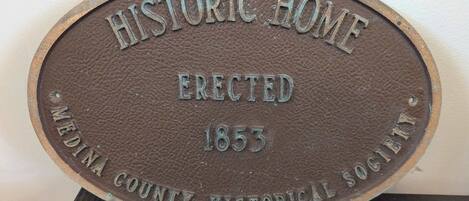 HISTORIC HOME
ERECTED
1853
MEDINA COUNTY HISTORICAL SOCIETY